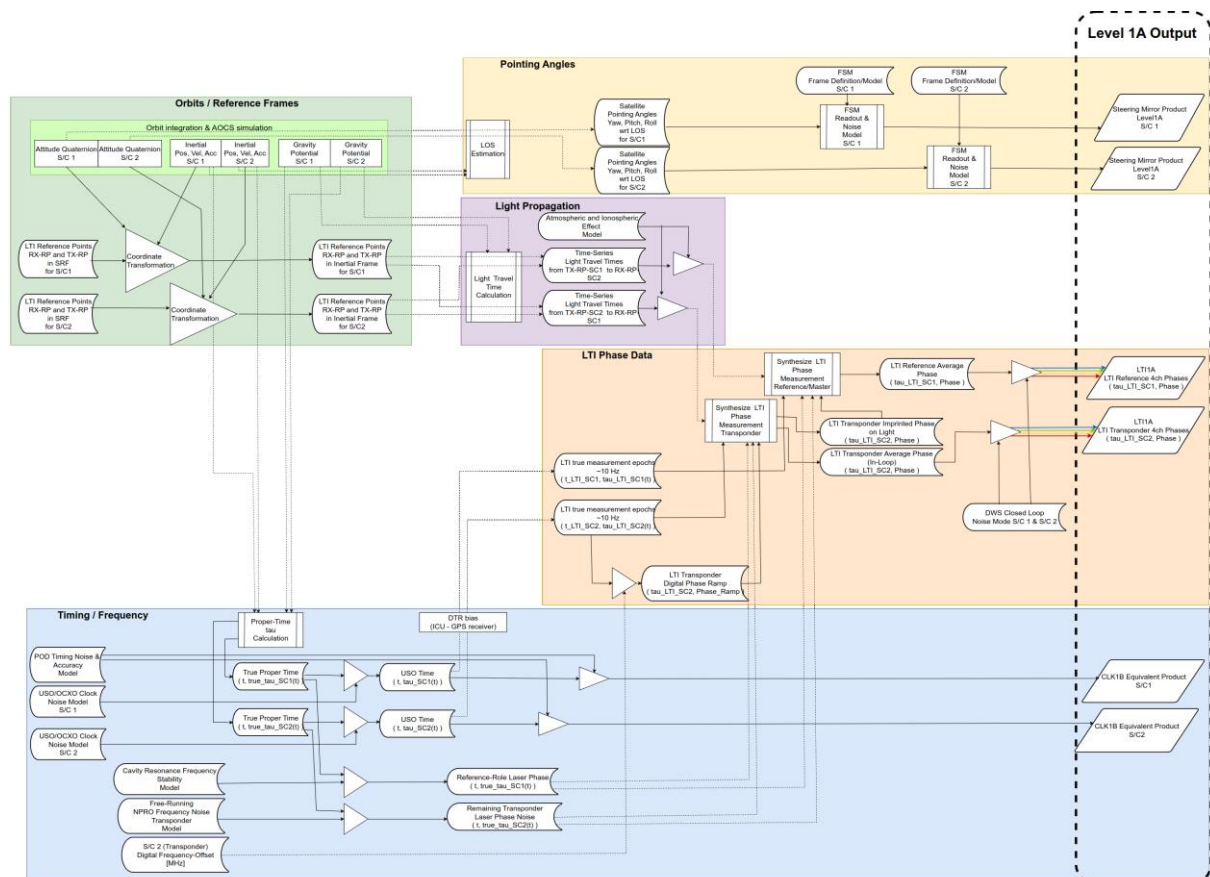 Level 1A Output
Pointing Angles
FSM
Frame Definition/Model
S/C 1
FSM
Frame Definition/Model
S/C 2
Satellite
Pointing Angles
Yaw, Pitch, Roll
wrt LOS
for S/C1
FSM
Readout &
Noise
Model
S/C 1
Steering Mirror Product
Level1A
S/C 1
LOS
Estimation
Satellite
Pointing Angles
Yaw, Pitch, Roll
wrt LOS
for S/C2
FSM
Readout &
Noise
Model
S/C 2
Steering Mirror Product
Level1A
S/C 2
Orbits / Reference Frames
Orbit integration & AOCS simulation
Attitude Quaternion
S/C 1
Attitude Quaternion
S/C 2
Inertial
Pos, Vel, Acc
S/C 1
Inertial
Pos, Vel, Acc
S/C 2
Gravity
Potential
S/C 1
Gravity
Potential
S/C 2
LTI Reference Points
RX-RP and TX-RP
in SRF
for S/C1
Coordinate
Transformation
LTI Reference Points
RX-RP and TX-RP
in Inertial Frame
for S/C1
LTI Reference Points
RX-RP and TX-RP
in SRF
for S/C2
Coordinate
Transformation
LTI Reference Points
RX-RP and TX-RP
in Inertial Frame
for S/C2
Light Propagation
Atmospheric and Ionospheric
Effect
Model
Light Travel
Time
Calculation
Time-Series
Light Travel Times
from TX-RP-SC1 to RX-RP
SC2
Time-Series
Light Travel Times
from TX-RP-SC2 to RX-RP
SC1
LTI Phase Data
Synthesize LTI
Phase
Measurement
Reference/Master
LTI Reference Average
Phase
( tau_LTI_SC1, Phase )
LTI1A
LTI Reference 4ch Phases
( tau_LTI_SC1, Phase )
Synthesize LTI
Phase
Measurement
Transponder
LTI Transponder Imprinted Phase
on Light
( tau_LTI_SC2, Phase )
LTI1A
LTI Transponder 4ch Phases
( tau_LTI_SC2, Phase )
LTI Transponder Average Phase
(In-Loop)
( tau_LTI_SC2, Phase )
LTI true measurement epochs
~10 Hz
( t_LTI_SC1, tau_LTI_SC1(t) )
LTI true measurement epochs
~10 Hz
( t_LTI_SC2, tau_LTI_SC2(t) )
DWS Closed Loop
Noise Mode S/C 1 & S/C 2
LTI Transponder
Digital Phase Ramp
( tau_LTI_SC2, Phase_Ramp )
Timing / Frequency
Proper-Time
tau
Calculation
DTR bias
(ICU - GPS receiver)
POD Timing Noise &
Accuracy
Model
True Proper Time
( t, true_tau_SC1(t) )
USO Time
( t, tau_SC1(t) )
CLK1B Equivalent Product
S/C1
USO/OCXO Clock
Noise Model
S/C 1
True Proper Time
( t, true_tau_SC2(t) )
USO Time
( t, tau_SC2(t) )
CLK1B Equivalent Product
S/C2
USO/OCXO Clock
Noise Model
S/C 2
Cavity Resonance Frequency
Stability
Model
Reference-Role Laser Phase
( t, true_tau_SC1(t) )
Free-Running
NPRO Frequency Noise
Transponder
Model
Remaining Transponder
Laser Phase Noise
( t, true_tau_SC2(t) )
S/C 2 (Transponder)
Digital Frequency-Offset
[MHz]